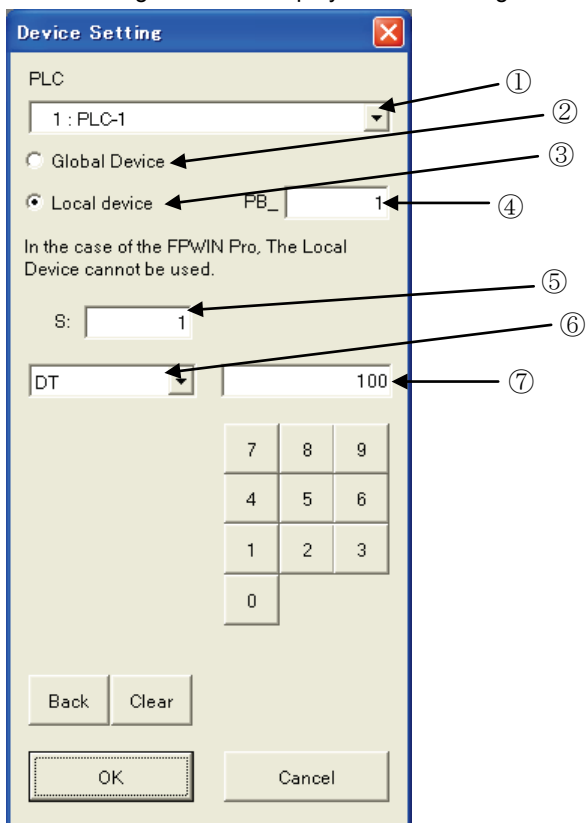 Device Setting
PLC
①
1 : PLC-1
②
Global Device
③
Local device PB_ 1
④
In the case of the FPWIN Pro, The Local
Device cannot be used.
⑤
S: 1
⑥
DT 100
⑦
7 8 9
4 5 6
1 2 3
0
Back Clear
OK Cancel